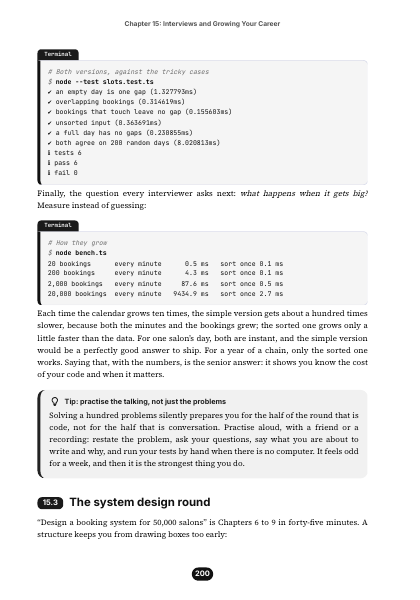 Chapter 15: Interviews and Growing Your Career
Terminal
# Both versions, against the tricky cases
$ node --test slots.test.ts
✔ an empty day is one gap (1.327793ms)
✔ overlapping bookings (0.314619ms)
✔ bookings that touch leave no gap (0.155603ms)
✔ unsorted input (0.363691ms)
✔ a full day has no gaps (0.230855ms)
✔ both agree on 200 random days (8.020813ms)
ℹ tests 6
ℹ pass 6
ℹ fail 0
Finally, the question every interviewer asks next: what happens when it gets big?
Measure instead of guessing:
Terminal
# How they grow
$ node bench.ts
20 bookings every minute 0.5 ms sort once 0.1 ms
200 bookings every minute 4.3 ms sort once 0.1 ms
2,000 bookings every minute 87.6 ms sort once 0.5 ms
20,000 bookings every minute 9434.9 ms sort once 2.7 ms
Each time the calendar grows ten times, the simple version gets about a hundred times
slower, because both the minutes and the bookings grew; the sorted one grows only a
little faster than the data. For one salon’s day, both are instant, and the simple version
would be a perfectly good answer to ship. For a year of a chain, only the sorted one
works. Saying that, with the numbers, is the senior answer: it shows you know the cost
of your code and when it matters.
Tip: practise the talking, not just the problems
Solving a hundred problems silently prepares you for the half of the round that is
code, not for the half that is conversation. Practise aloud, with a friend or a
recording: restate the problem, ask your questions, say what you are about to
write and why, and run your tests by hand when there is no computer. It feels odd
for a week, and then it is the strongest thing you do.
15.3 The system design round
“Design a booking system for 50,000 salons” is Chapters 6 to 9 in forty-five minutes. A
structure keeps you from drawing boxes too early:
200